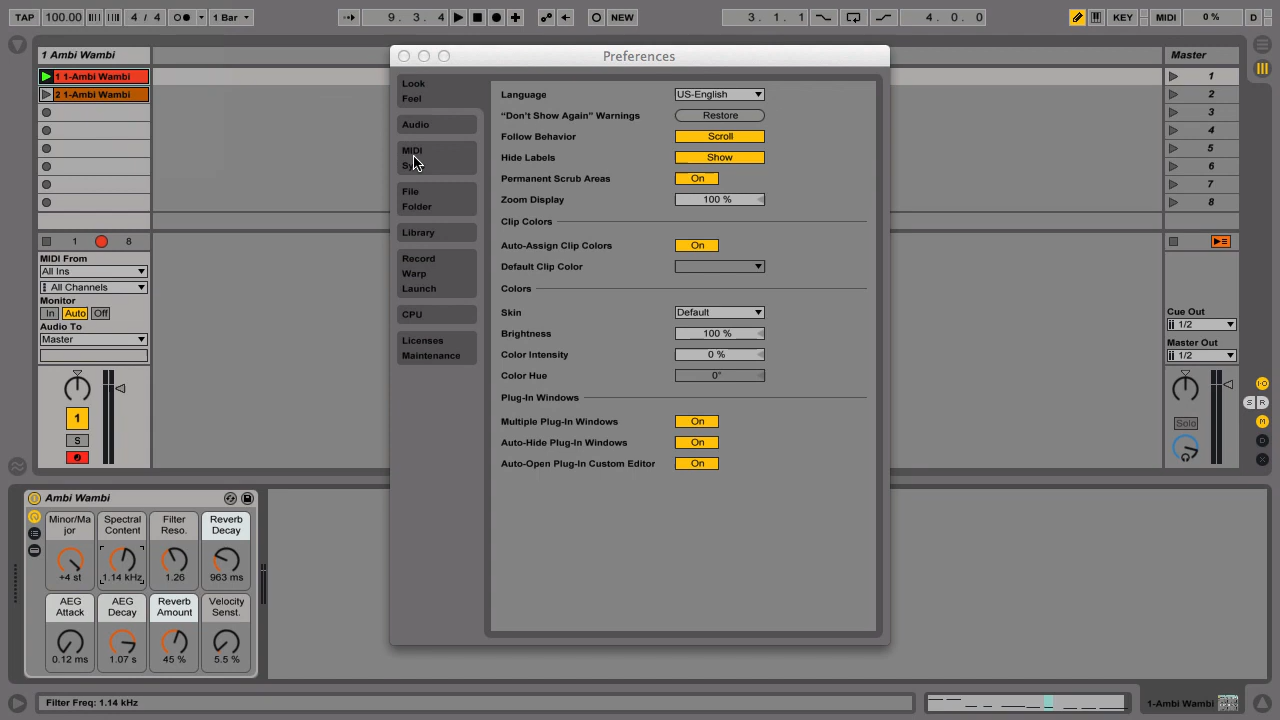 TAP 100.00 4 / 4 1 Bar 9. 3. 4 NEW 3. 1. 1 4. 0. 0 KEY MIDI 0 % D
1 Ambi Wambi
1 1-Ambi Wambi
2 1-Ambi Wambi
1 8
MIDI From
All Ins
All Channels
Monitor
In Auto Off
Audio To
Master
1
S
Preferences
Look
Feel
Audio
MIDI
File
Folder
Library
Record
Warp
Launch
CPU
Licenses
Maintenance
Language US-English
“Don't Show Again” Warnings Restore
Follow Behavior Scroll
Hide Labels Show
Permanent Scrub Areas On
Zoom Display 100 %
Clip Colors
Auto-Assign Clip Colors On
Default Clip Color
Colors
Skin Default
Brightness 100 %
Color Intensity 0 %
Color Hue 0°
Plug-In Windows
Multiple Plug-In Windows On
Auto-Hide Plug-In Windows On
Auto-Open Plug-In Custom Editor On
Master
1
2
3
4
5
6
7
8
Cue Out
1/2
Master Out
1/2
Solo
I-O
S R
M
D
X
Ambi Wambi
Minor/Ma
jor
Spectral
Content
Filter
Reso.
Reverb
Decay
+4 st 1.14 kHz 1.26 963 ms
AEG
Attack
AEG
Decay
Reverb
Amount
Velocity
Senst.
0.12 ms 1.07 s 45 % 5.5 %
Filter Freq: 1.14 kHz
1-Ambi Wambi